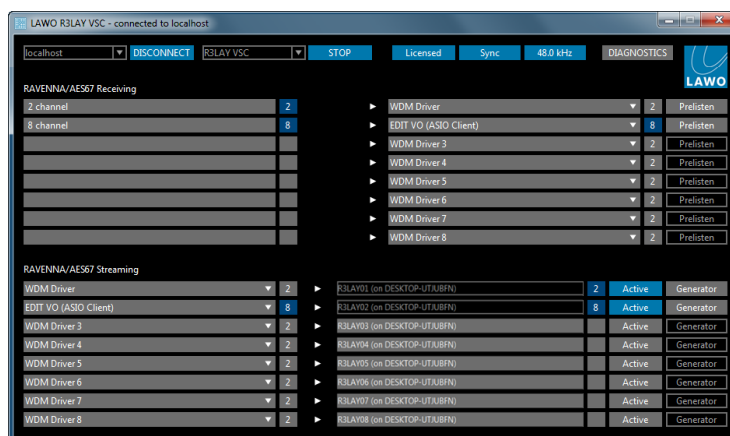 LAWO R3LAY VSC - connected to localhost
localhost DISCONNECT R3LAY VSC STOP Licensed Sync 48.0 kHz DIAGNOSTICS
LAWO
RAVENNA/AES67 Receiving
2 channel 2 WDM Driver 2 Prelisten
8 channel 8 EDIT VO (ASIO Client) 8 Prelisten
WDM Driver 3 2 Prelisten
WDM Driver 4 2 Prelisten
WDM Driver 5 2 Prelisten
WDM Driver 6 2 Prelisten
WDM Driver 7 2 Prelisten
WDM Driver 8 2 Prelisten
RAVENNA/AES67 Streaming
WDM Driver 2 R3LAY01 (on DESKTOP-UTJUBFN) 2 Active Generator
EDIT VO (ASIO Client) 8 R3LAY02 (on DESKTOP-UTJUBFN) 8 Active Generator
WDM Driver 3 2 R3LAY03 (on DESKTOP-UTJUBFN) Active Generator
WDM Driver 4 2 R3LAY04 (on DESKTOP-UTJUBFN) Active Generator
WDM Driver 5 2 R3LAY05 (on DESKTOP-UTJUBFN) Active Generator
WDM Driver 6 2 R3LAY06 (on DESKTOP-UTJUBFN) Active Generator
WDM Driver 7 2 R3LAY07 (on DESKTOP-UTJUBFN) Active Generator
WDM Driver 8 2 R3LAY08 (on DESKTOP-UTJUBFN) Active Generator